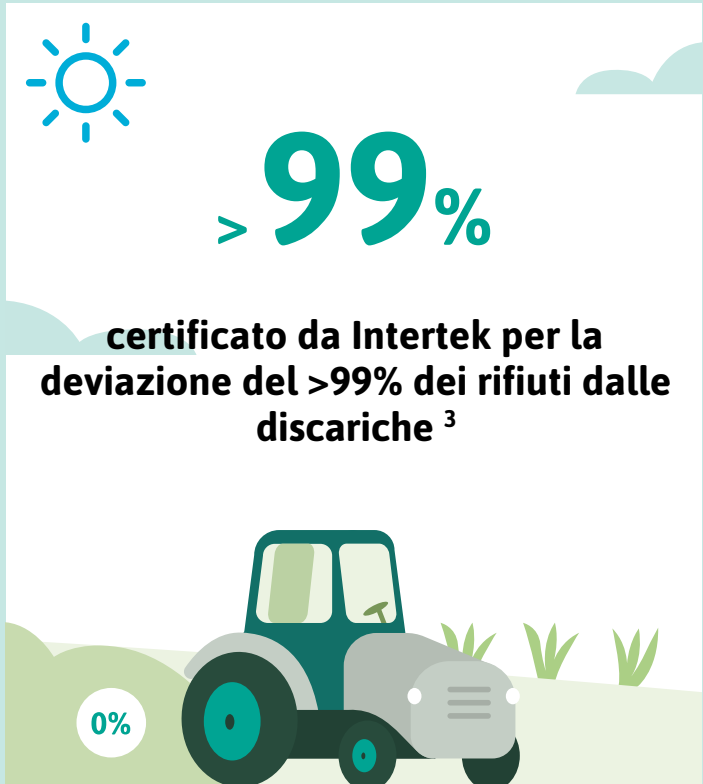 > 99%
certificato da Intertek per la
deviazione del >99% dei rifiuti dalle
discariche ³
0%